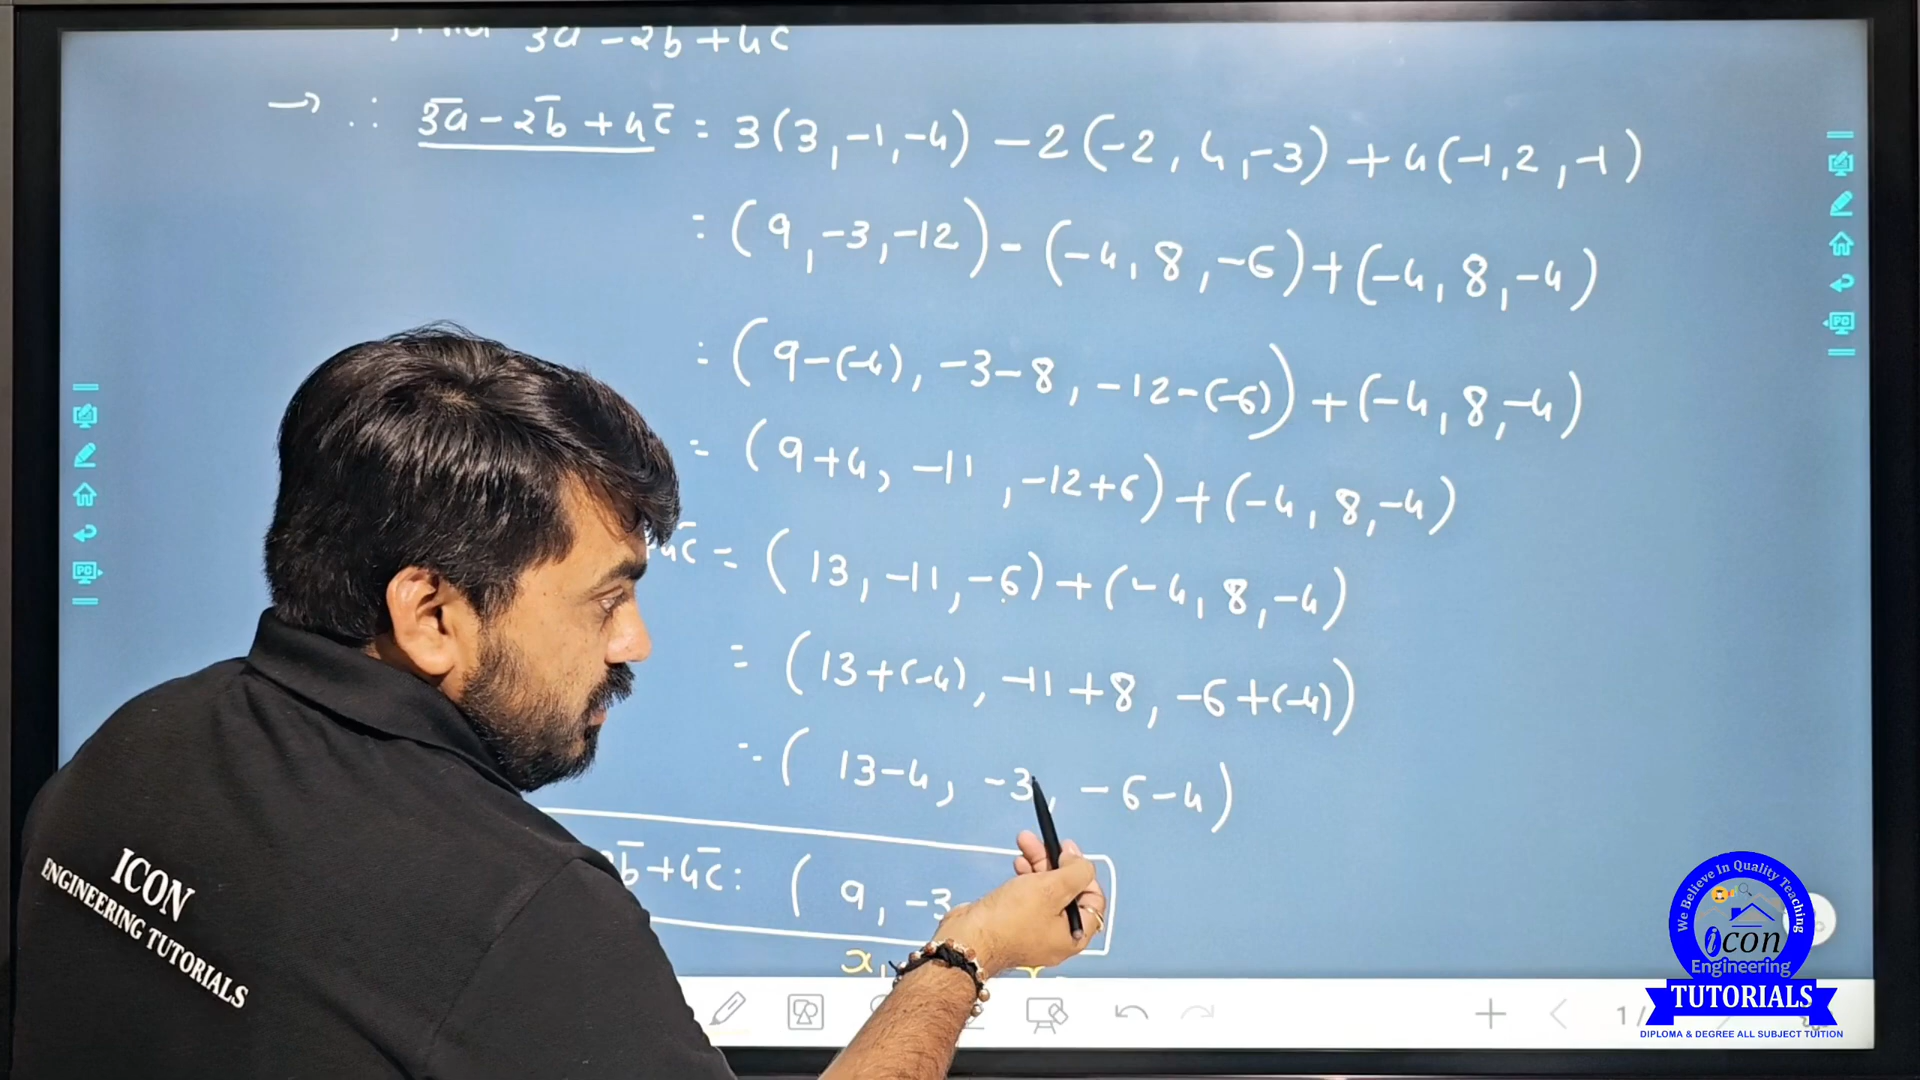 3a - 2b + 4c
→ ∴ 3a̅ - 2b̅ + 4c̅ = 3(3, -1, -4) - 2(-2, 4, -3) + 4(-1, 2, -1)
= (9, -3, -12) - (-4, 8, -6) + (-4, 8, -4)
= (9-(-4), -3-8, -12-(-6)) + (-4, 8, -4)
= (9+4, -11, -12+6) + (-4, 8, -4)
4c̅ = (13, -11, -6) + (-4, 8, -4)
= (13+(-4), -11+8, -6+(-4))
= (13-4, -3, -6-4)
b̅ + 4c̅ : (9, -3
x,
ICON
ENGINEERING TUTORIALS
We Believe In Quality Teaching
icon
Engineering
TUTORIALS
DIPLOMA & DEGREE ALL SUBJECT TUITION
PC
PC
1/